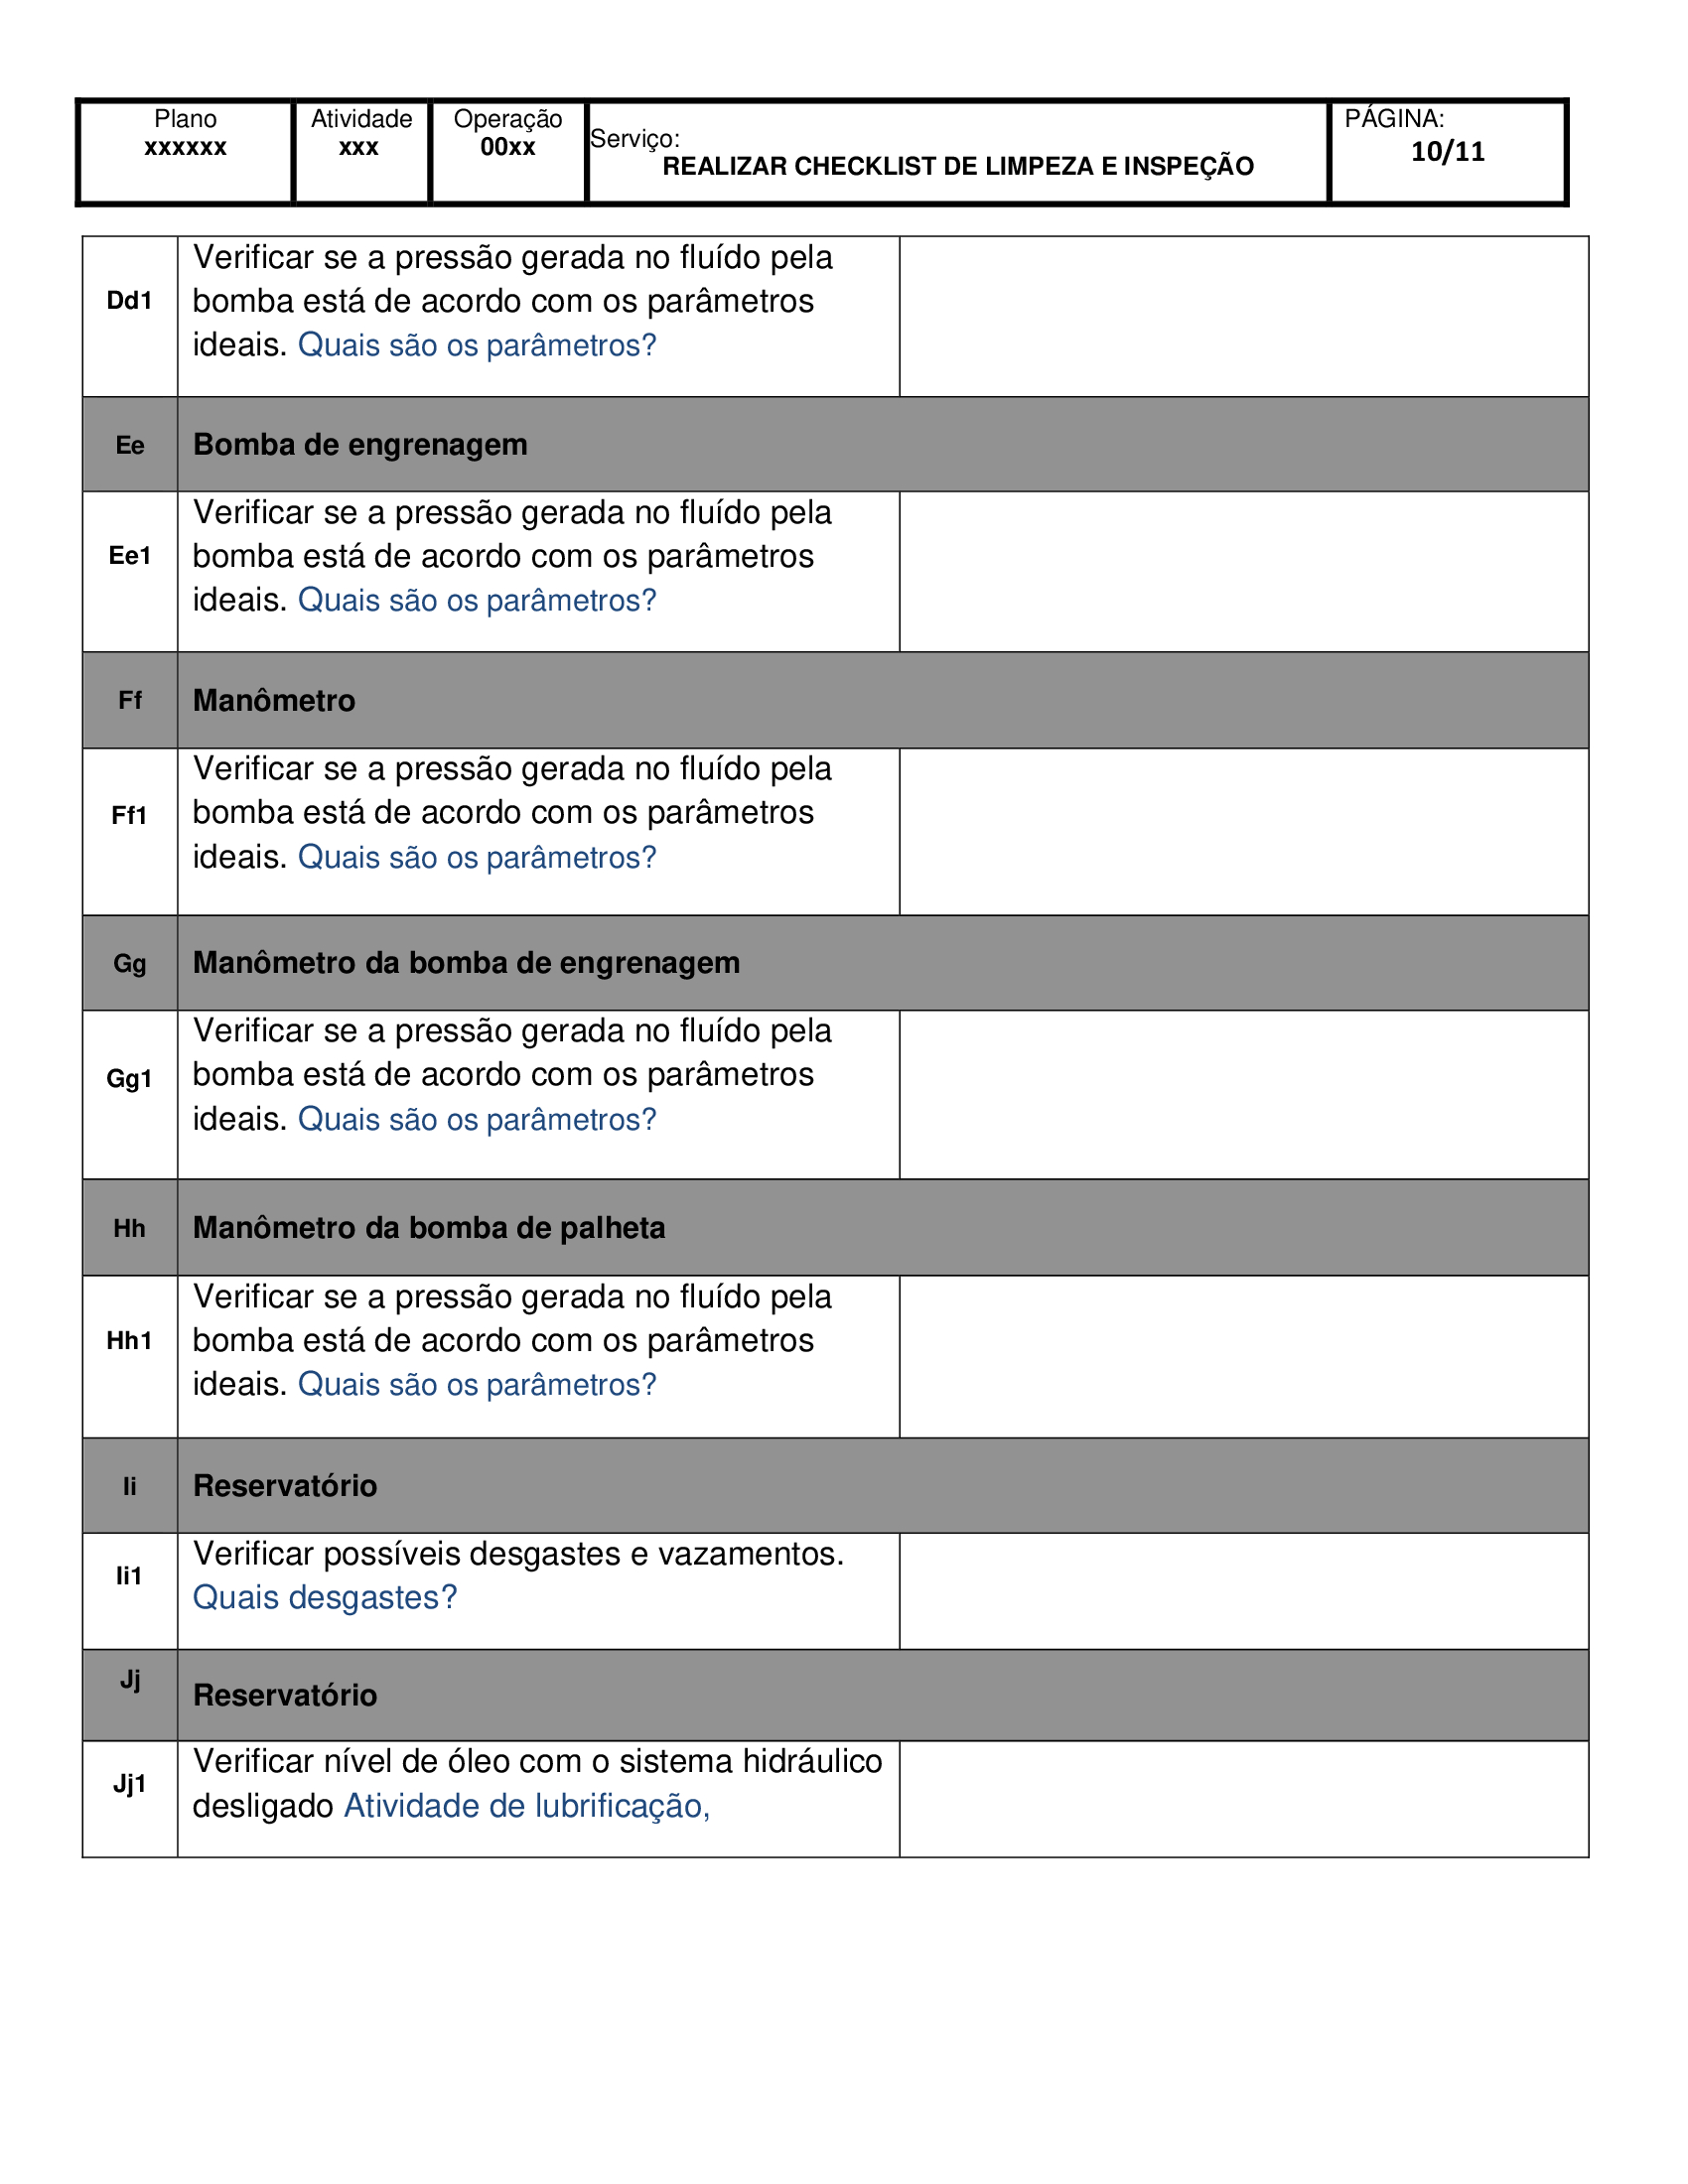 Plano
xxxxxx
Atividade
xxx
Operação
00xx
Serviço:
REALIZAR CHECKLIST DE LIMPEZA E INSPEÇÃO
PÁGINA:
10/11
Dd1
Verificar se a pressão gerada no fluído pela
bomba está de acordo com os parâmetros
ideais. Quais são os parâmetros?
Ee
Bomba de engrenagem
Ee1
Verificar se a pressão gerada no fluído pela
bomba está de acordo com os parâmetros
ideais. Quais são os parâmetros?
Ff
Manômetro
Ff1
Verificar se a pressão gerada no fluído pela
bomba está de acordo com os parâmetros
ideais. Quais são os parâmetros?
Gg
Manômetro da bomba de engrenagem
Gg1
Verificar se a pressão gerada no fluído pela
bomba está de acordo com os parâmetros
ideais. Quais são os parâmetros?
Hh
Manômetro da bomba de palheta
Hh1
Verificar se a pressão gerada no fluído pela
bomba está de acordo com os parâmetros
ideais. Quais são os parâmetros?
Ii
Reservatório
Ii1
Verificar possíveis desgastes e vazamentos.
Quais desgastes?
Jj
Reservatório
Jj1
Verificar nível de óleo com o sistema hidráulico
desligado Atividade de lubrificação,